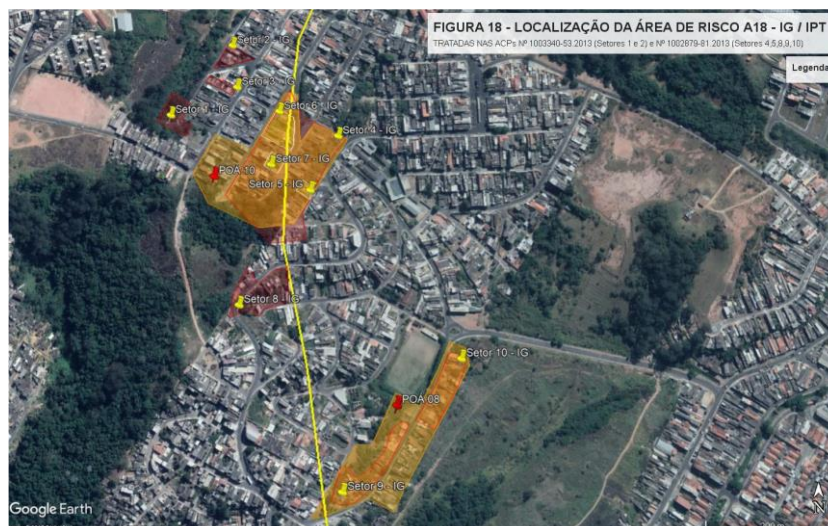 FIGURA 18 - LOCALIZAÇÃO DA ÁREA DE RISCO A18 - IG / IPT
TRATADAS NAS ACPs Nº 1003340-53.2013 (Setores 1 e 2) e Nº 1002879-81.2013 (Setores 4,5,8,9,10)
Legenda
Setor 2 - IG
Setor 3 - IG
Setor 1 - IG
Setor 6 - IG
Setor 4 - IG
Setor 7 - IG
POA-10
Setor 5 - IG
Setor 8 - IG
Setor 10 - IG
POA-08
Setor 9 - IG
Google Earth
N